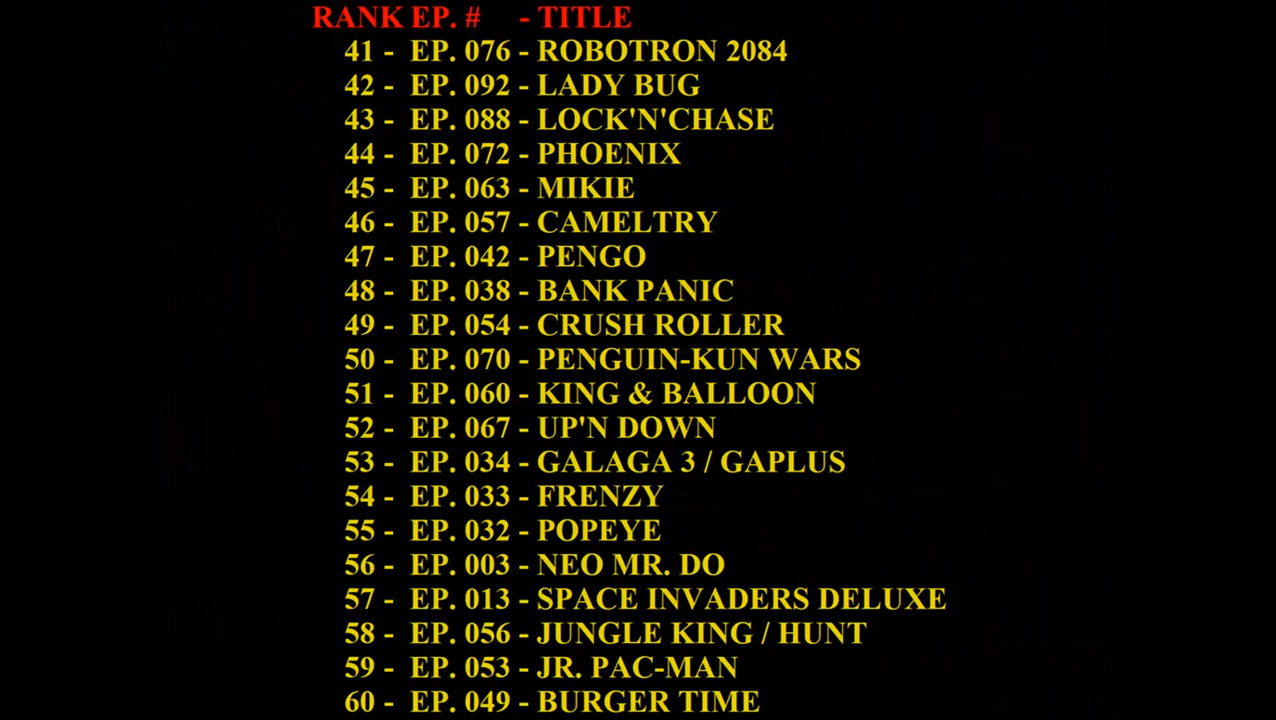 RANK EP. # - TITLE
41 - EP. 076 - ROBOTRON 2084
42 - EP. 092 - LADY BUG
43 - EP. 088 - LOCK'N'CHASE
44 - EP. 072 - PHOENIX
45 - EP. 063 - MIKIE
46 - EP. 057 - CAMELTRY
47 - EP. 042 - PENGO
48 - EP. 038 - BANK PANIC
49 - EP. 054 - CRUSH ROLLER
50 - EP. 070 - PENGUIN-KUN WARS
51 - EP. 060 - KING & BALLOON
52 - EP. 067 - UP'N DOWN
53 - EP. 034 - GALAGA 3 / GAPLUS
54 - EP. 033 - FRENZY
55 - EP. 032 - POPEYE
56 - EP. 003 - NEO MR. DO
57 - EP. 013 - SPACE INVADERS DELUXE
58 - EP. 056 - JUNGLE KING / HUNT
59 - EP. 053 - JR. PAC-MAN
60 - EP. 049 - BURGER TIME